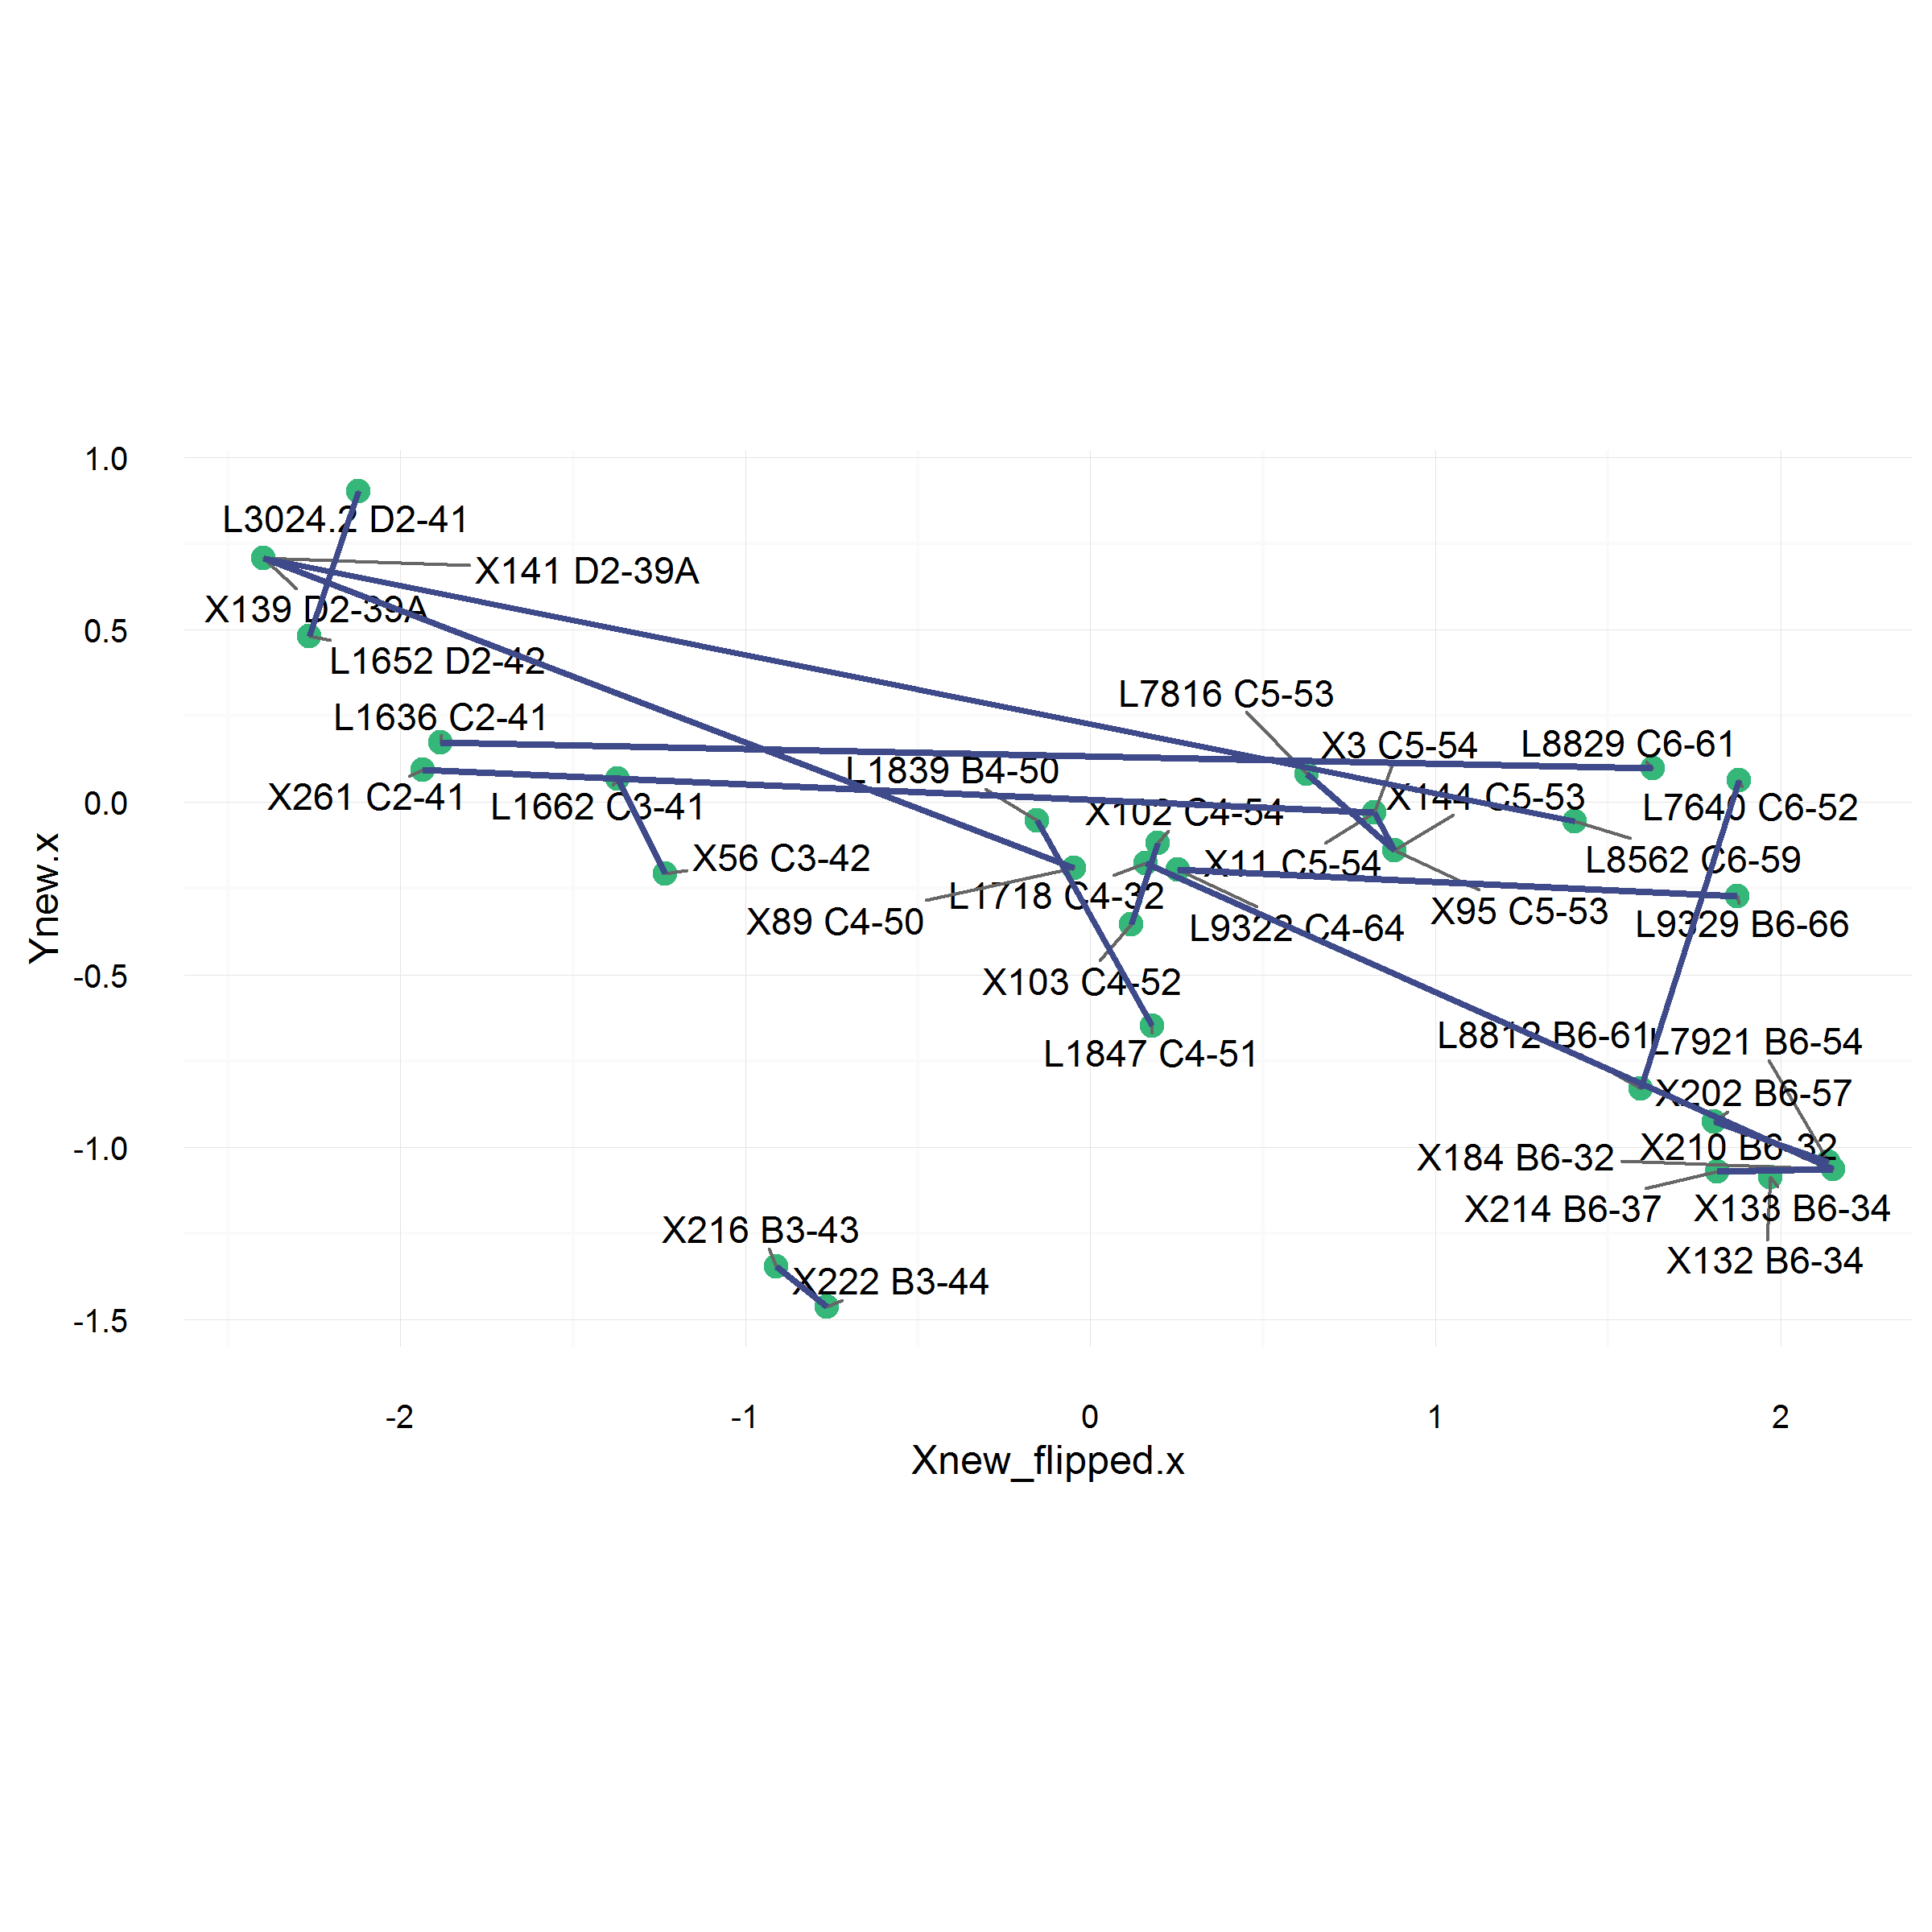 1.0
L3024.2 D2-41
X141 D2-39A
X139 D2-39A
0.5
L1652 D2-42
L7816 C5-53
L1636 C2-41
X3 C5-54
L8829 C6-61
L1839 B4-50
X261 C2-41
L1662 C3-41
0.0
X102 C4-54
X144 C5-53
L7640 C6-52
X56 C3-42
X11 C5-54
L8562 C6-59
L1718 C4-32
X89 C4-50
X95 C5-53
L9322 C4-64
L9329 B6-66
Ynew.x
-0.5
X103 C4-52
L8812 B6-61
L7921 B6-54
L1847 C4-51
X202 B6-57
-1.0
X210 B6-32
X184 B6-32
X214 B6-37
X133 B6-34
X216 B3-43
X132 B6-34
X222 B3-44
-1.5
-2 -1 0 1 2
Xnew_flipped.x